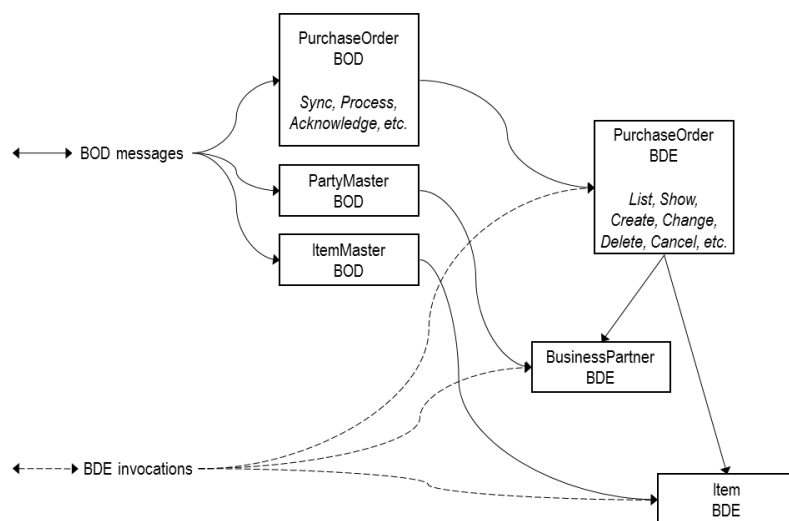 PurchaseOrder
BOD
Sync, Process,
Acknowledge, etc.
BOD messages
PartyMaster
BOD
ItemMaster
BOD
PurchaseOrder
BDE
List, Show,
Create, Change,
Delete, Cancel, etc.
BusinessPartner
BDE
BDE invocations
Item
BDE